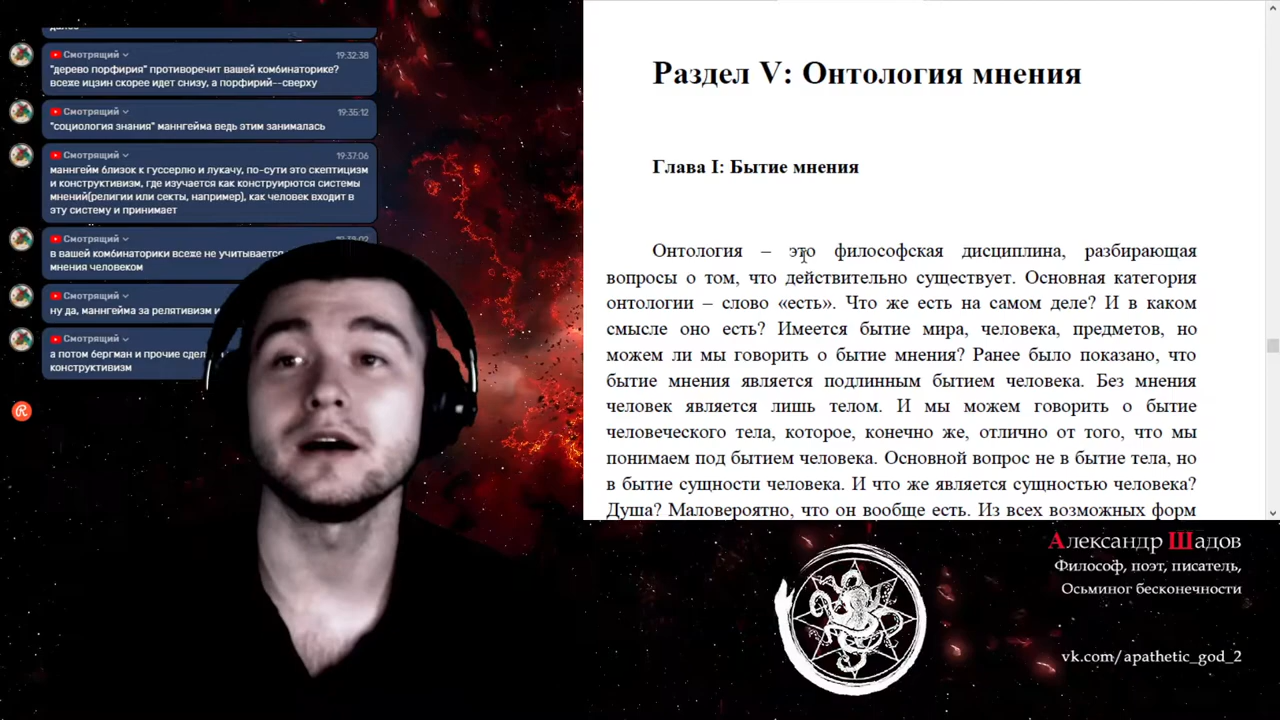 далее
Смотрящий 19:32:38
"дерево порфирия" противоречит вашей комбинаторике?
всеже ицзин скорее идет снизу, а порфирий--сверху
Смотрящий 19:35:12
"социология знания" маннгейма ведь этим занималась
Смотрящий 19:37:06
маннгейм близок к гуссерлю и лукачу, по-сути это скептицизм
и конструктивизм, где изучается как конструируются системы
мнений(религии или секты, например), как человек входит в
эту систему и принимает
Смотрящий
в вашей комбинаторики всеже не учитывается
мнения человеком
Смотрящий
ну да, маннгейма за релятивизм и
Смотрящий
а потом бергман и прочие сдел
конструктивизм
Раздел V: Онтология мнения
Глава I: Бытие мнения
Онтология – это философская дисциплина, разбирающая
вопросы о том, что действительно существует. Основная категория
онтологии – слово «есть». Что же есть на самом деле? И в каком
смысле оно есть? Имеется бытие мира, человека, предметов, но
можем ли мы говорить о бытие мнения? Ранее было показано, что
бытие мнения является подлинным бытием человека. Без мнения
человек является лишь телом. И мы можем говорить о бытие
человеческого тела, которое, конечно же, отлично от того, что мы
понимаем под бытием человека. Основной вопрос не в бытие тела, но
в бытие сущности человека. И что же является сущностью человека?
Душа? Маловероятно, что он вообще есть. Из всех возможных форм
Александр Шадов
Философ, поэт, писатель,
Осьминог бесконечности
vk.com/apathetic_god_2